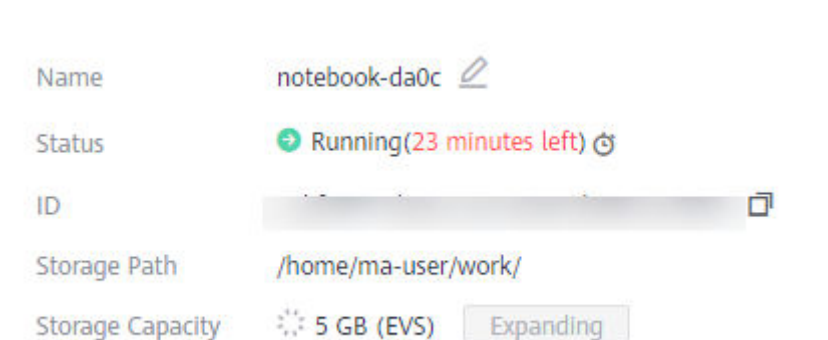 Name notebook-da0c
Status Running(23 minutes left)
ID
Storage Path /home/ma-user/work/
Storage Capacity 5 GB (EVS) Expanding